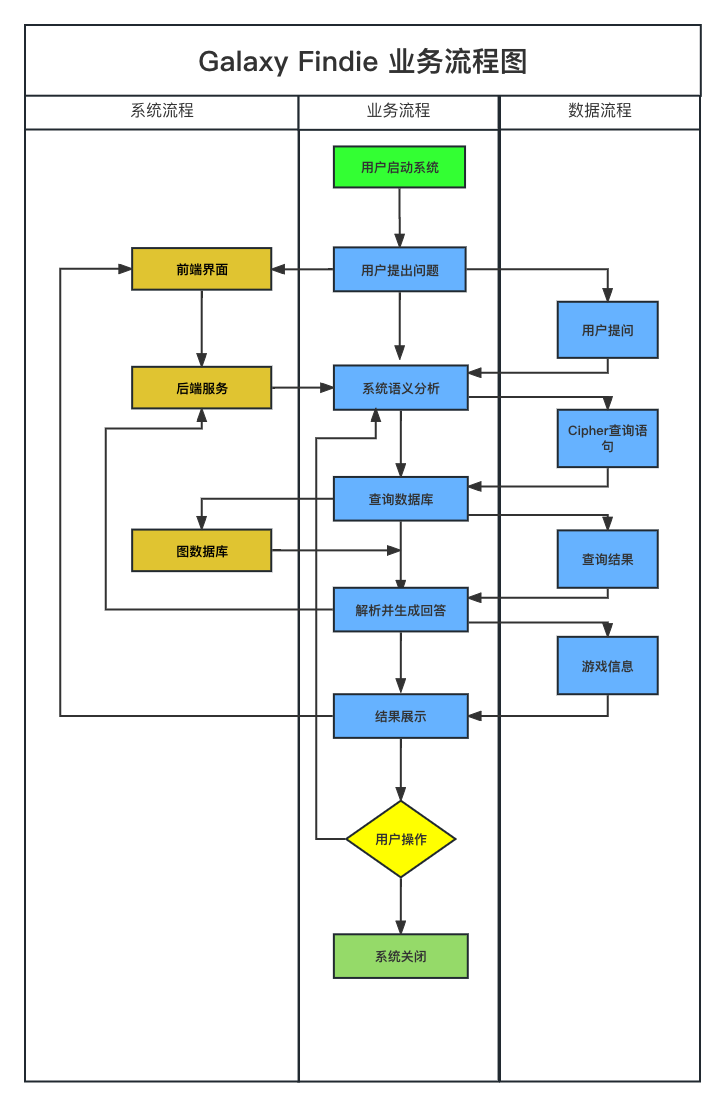 Galaxy Findie 业务流程图
系统流程
业务流程
数据流程
用户启动系统
前端界面
用户提出问题
用户提问
后端服务
系统语义分析
Cipher查询语
句
查询数据库
图数据库
查询结果
解析并生成回答
游戏信息
结果展示
用户操作
系统关闭